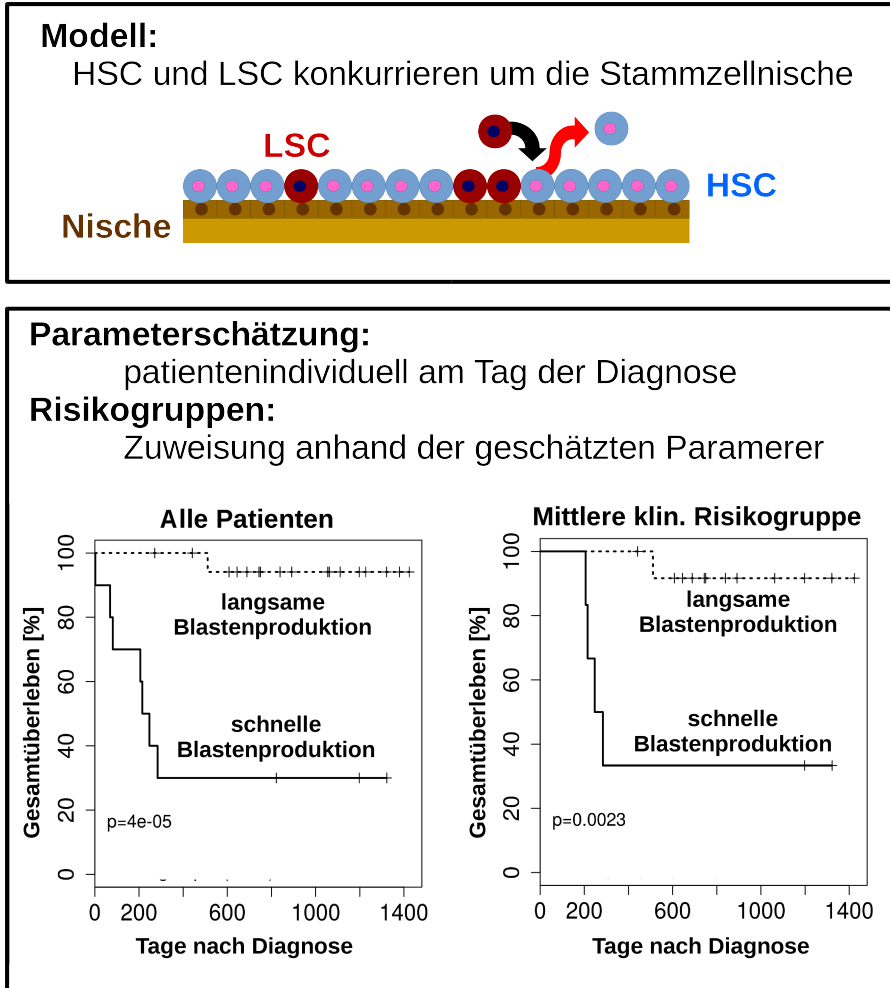 Modell:
HSC und LSC konkurrieren um die Stammzellnische
LSC
HSC
Nische
Parameterschätzung:
patientenindividuell am Tag der Diagnose
Risikogruppen:
Zuweisung anhand der geschätzten Paramerer
Alle Patienten
Gesamtüberleben [%]
100
80
60
40
20
0
langsame
Blastenproduktion
schnelle
Blastenproduktion
p=4e-05
0 200 600 1000 1400
Tage nach Diagnose
Mittlere klin. Risikogruppe
Gesamtüberleben [%]
100
80
60
40
20
0
langsame
Blastenproduktion
schnelle
Blastenproduktion
p=0.0023
0 200 600 1000 1400
Tage nach Diagnose